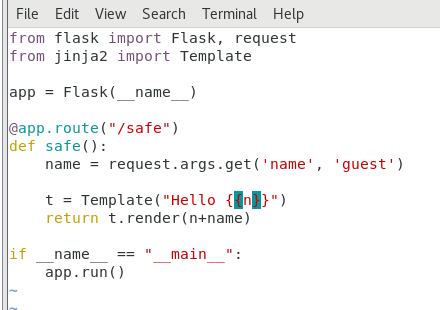 File Edit View Search Terminal Help
from flask import Flask, request
from jinja2 import Template

app = Flask(__name__)

@app.route("/safe")
def safe():
    name = request.args.get('name', 'guest')

    t = Template("Hello {{n}}")
    return t.render(n+name)

if __name__ == "__main__":
    app.run()
~
~